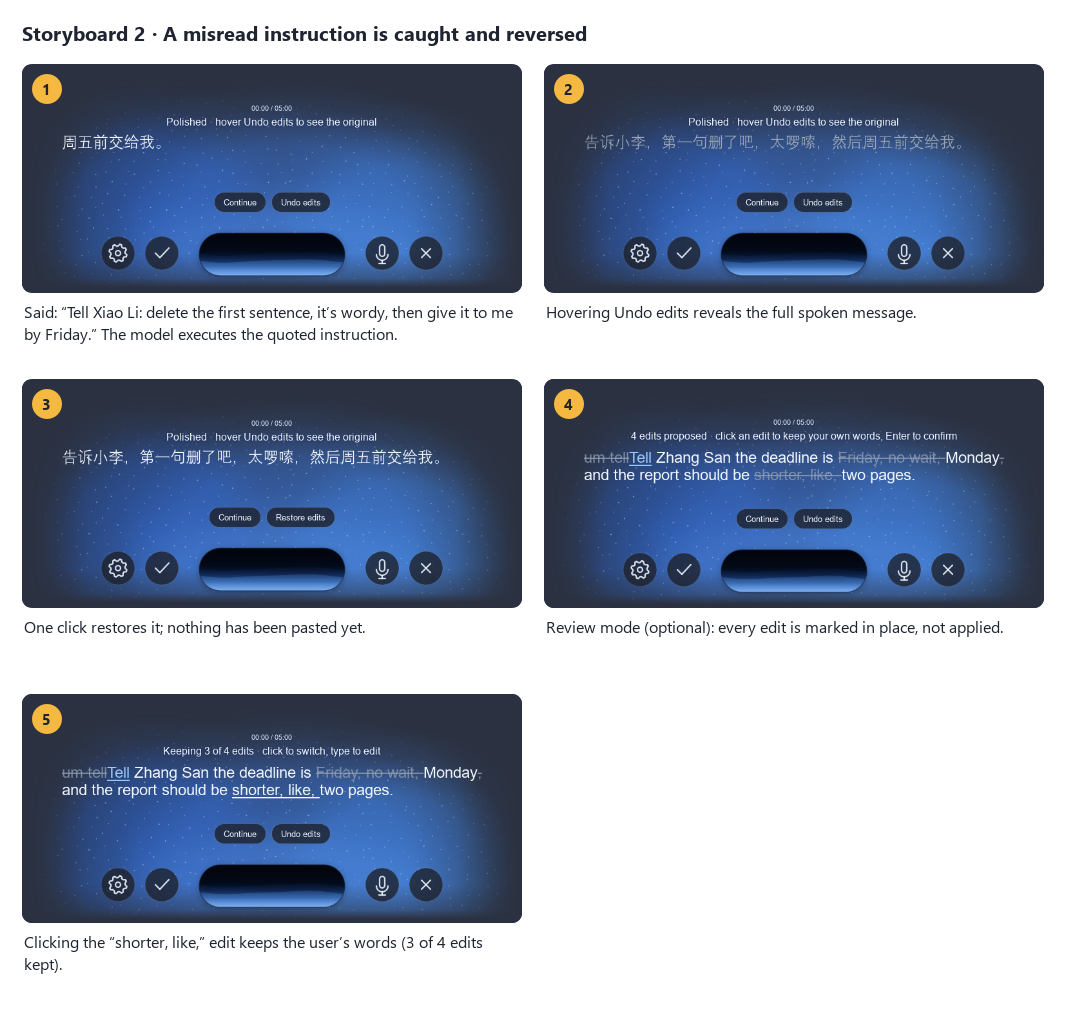 Storyboard 2 · A misread instruction is caught and reversed
1
00:00 / 05:00
Polished · hover Undo edits to see the original
周五前交给我。
Continue
Undo edits
Said: “Tell Xiao Li: delete the first sentence, it’s wordy, then give it to me
by Friday.” The model executes the quoted instruction.
2
00:00 / 05:00
Polished · hover Undo edits to see the original
告诉小李，第一句删了吧，太啰嗦，然后周五前交给我。
Continue
Undo edits
Hovering Undo edits reveals the full spoken message.
3
00:00 / 05:00
Polished · hover Undo edits to see the original
告诉小李，第一句删了吧，太啰嗦，然后周五前交给我。
Continue
Restore edits
One click restores it; nothing has been pasted yet.
4
00:00 / 05:00
4 edits proposed · click an edit to keep your own words, Enter to confirm
um tellTell Zhang San the deadline is Friday, no wait, Monday,
and the report should be shorter, like, two pages.
Continue
Undo edits
Review mode (optional): every edit is marked in place, not applied.
5
00:00 / 05:00
Keeping 3 of 4 edits · click to switch, type to edit
um tellTell Zhang San the deadline is Friday, no wait, Monday,
and the report should be shorter, like, two pages.
Continue
Undo edits
Clicking the “shorter, like,” edit keeps the user’s words (3 of 4 edits
kept).